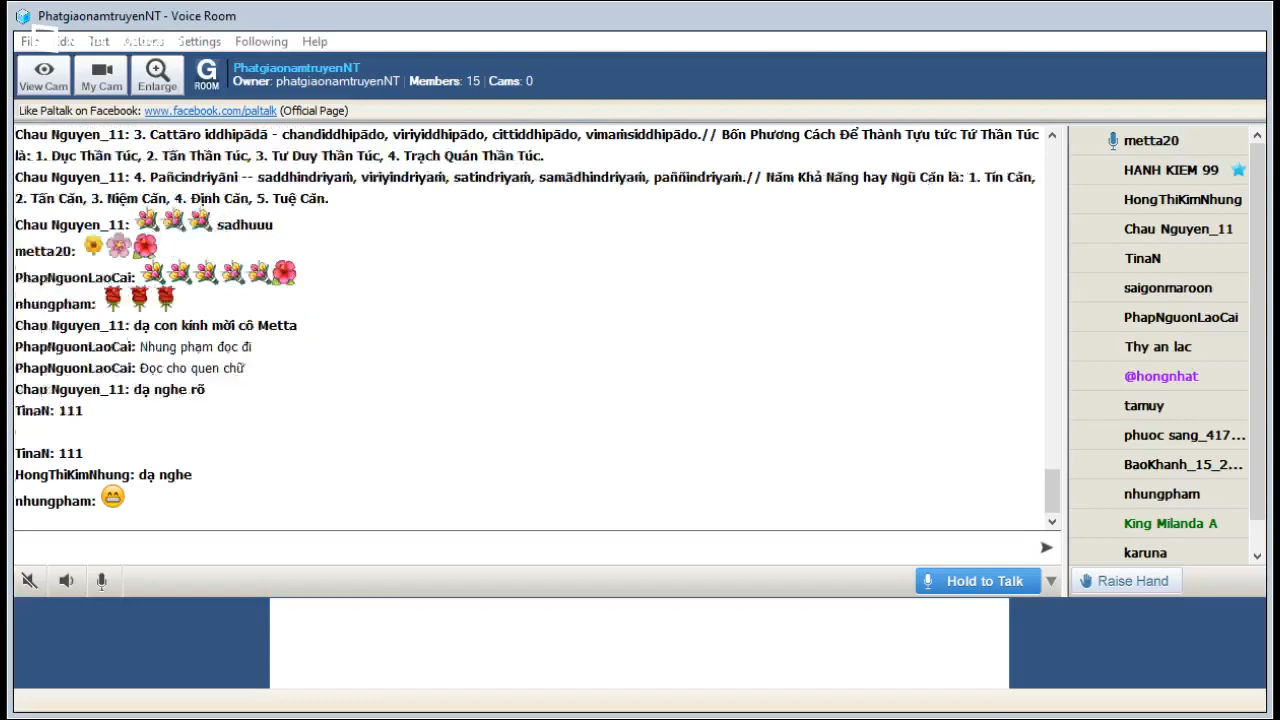 PhatgiaonamtruyenNT - Voice Room
Settings Following Help
View Cam
My Cam
Enlarge
G
ROOM
PhatgiaonamtruyenNT
Owner: phatgiaonamtruyenNT | Members: 15 | Cams: 0
Like Paltalk on Facebook: www.facebook.com/paltalk (Official Page)
Chau Nguyen_11: 3. Cattāro iddhipādā - chandiddhipādo, viriyiddhipādo, cittiddhipādo, vimaṁsiddhipādo.// Bốn Phương Cách Để Thành Tựu tức Tứ Thần Túc
là: 1. Dục Thần Túc, 2. Tấn Thần Túc, 3. Tư Duy Thần Túc, 4. Trạch Quán Thần Túc.
Chau Nguyen_11: 4. Pañcindriyāni -- saddhindriyaṁ, viriyindriyaṁ, satindriyaṁ, samādhindriyaṁ, paññindriyaṁ.// Năm Khả Năng hay Ngũ Căn là: 1. Tín Căn,
2. Tấn Căn, 3. Niệm Căn, 4. Định Căn, 5. Tuệ Căn.
Chau Nguyen_11: sadhuuu
metta20:
PhapNguonLaoCai:
nhungpham:
Chau Nguyen_11: dạ con kính mời cô Metta
PhapNguonLaoCai: Nhung phạm đọc đi
PhapNguonLaoCai: Đọc cho quen chữ
Chau Nguyen_11: dạ nghe rõ
TinaN: 111
TinaN: 111
HongThiKimNhung: dạ nghe
nhungpham:
metta20
HANH KIEM 99
HongThiKimNhung
Chau Nguyen_11
TinaN
saigonmaroon
PhapNguonLaoCai
Thy an lac
@hongnhat
tamuy
phuoc sang_417...
BaoKhanh_15_2...
nhungpham
King Milanda A
karuna
Hold to Talk
Raise Hand